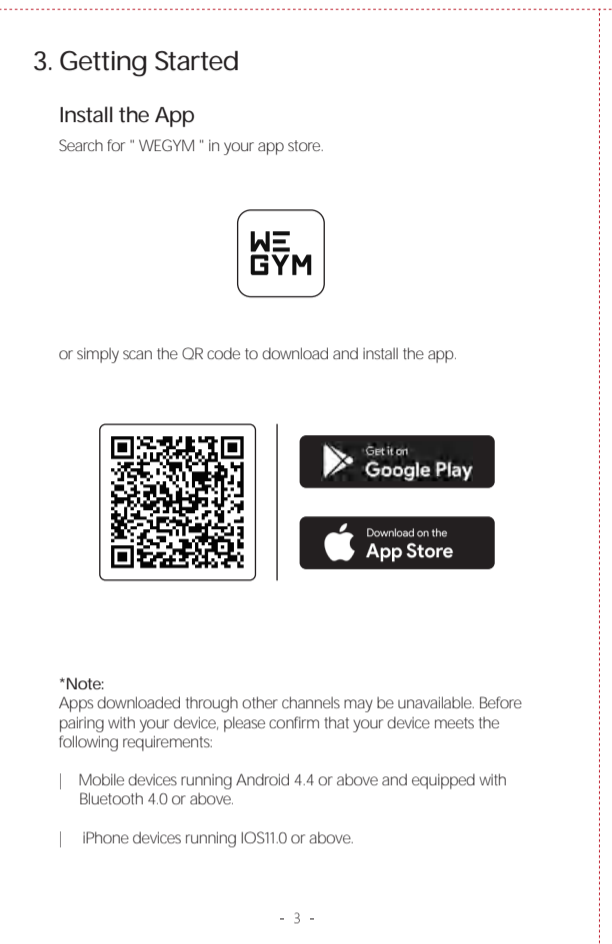 3. Getting Started
Install the App
Search for " WEGYM " in your app store.
WE
GYM
or simply scan the QR code to download and install the app.
Get it on
Google Play
Download on the
App Store
*Note:
Apps downloaded through other channels may be unavailable. Before
pairing with your device, please confirm that your device meets the
following requirements:
| Mobile devices running Android 4.4 or above and equipped with
Bluetooth 4.0 or above.
| iPhone devices running IOS11.0 or above.
- 3 -